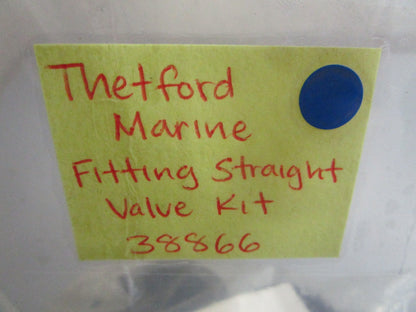 Thetford
Marine
Fitting Straight
Valve Kit
38866